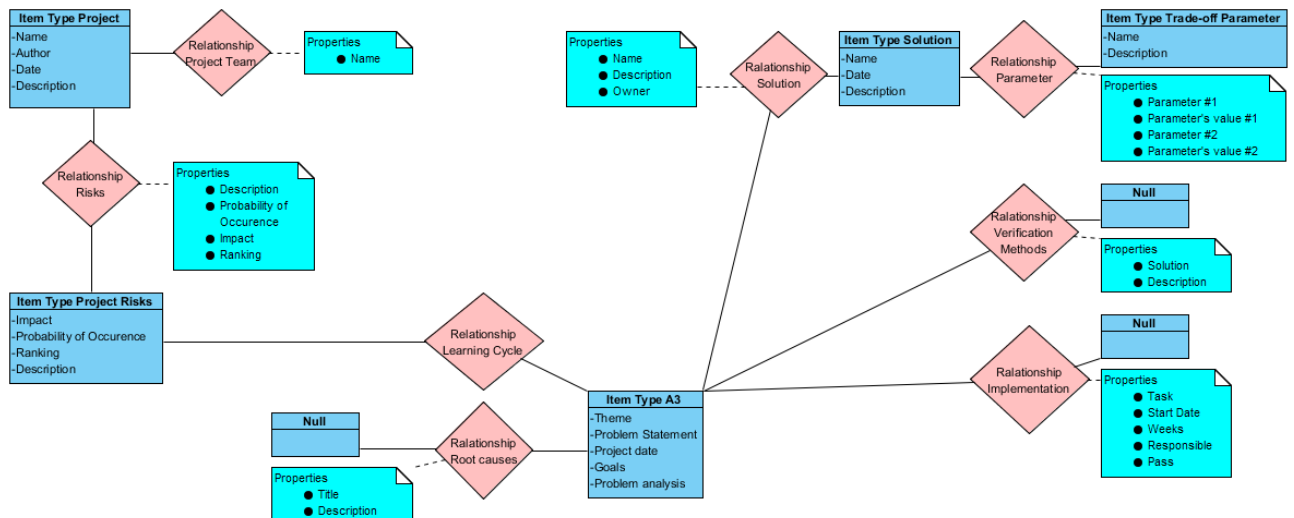 Item Type Project
-Name
-Author
-Date
-Description
Relationship
Project Team
Properties
● Name
Properties
● Name
● Description
● Owner
Ralationship
Solution
Item Type Solution
-Name
-Date
-Description
Relationship
Parameter
Item Type Trade-off Parameter
-Name
-Description
Properties
● Parameter #1
● Parameter's value #1
● Parameter #2
● Parameter's value #2
Relationship
Risks
Properties
● Description
● Probability of
Occurence
● Impact
● Ranking
Ralationship
Verification
Methods
Null
Properties
● Solution
● Description
Item Type Project Risks
-Impact
-Probability of Occurence
-Ranking
-Description
Relationship
Learning Cycle
Ralationship
Implementation
Null
Properties
● Task
● Start Date
● Weeks
● Responsible
● Pass
Item Type A3
-Theme
-Problem Statement
-Project date
-Goals
-Problem analysis
Null
Relationship
Root causes
Properties
● Title
● Description